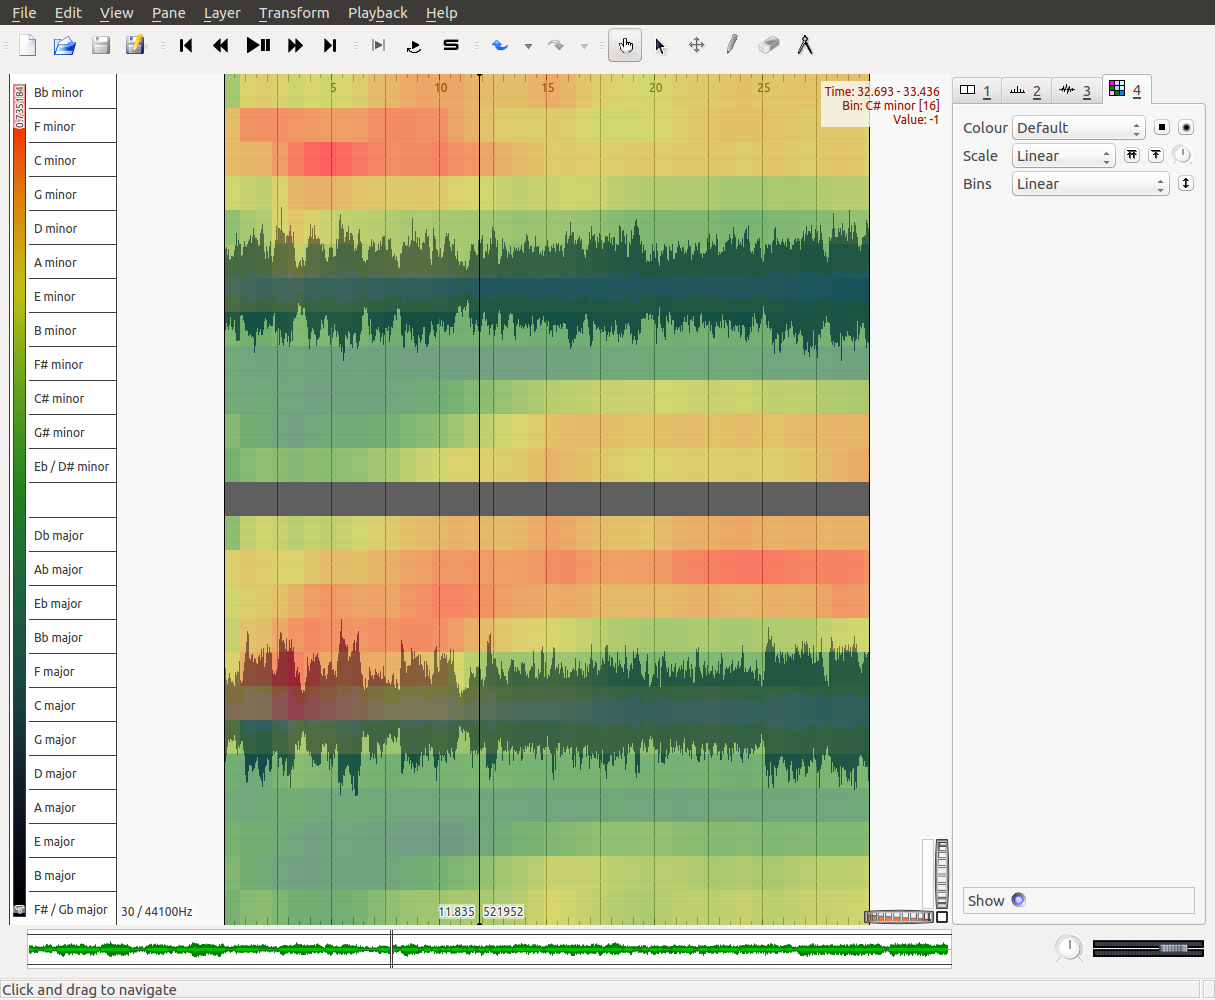 File Edit View Pane Layer Transform Playback Help
5 10 15 20 25
Time: 32.693 - 33.436
Bin: C# minor [16]
Value: -1
0.735184
Bb minor
F minor
C minor
G minor
D minor
A minor
E minor
B minor
F# minor
C# minor
G# minor
Eb / D# minor
Db major
Ab major
Eb major
Bb major
F major
C major
G major
D major
A major
E major
B major
F# / Gb major
30 / 44100Hz
11.835 521952
1 2 3 4
Colour Default
Scale Linear
Bins Linear
Show
Click and drag to navigate